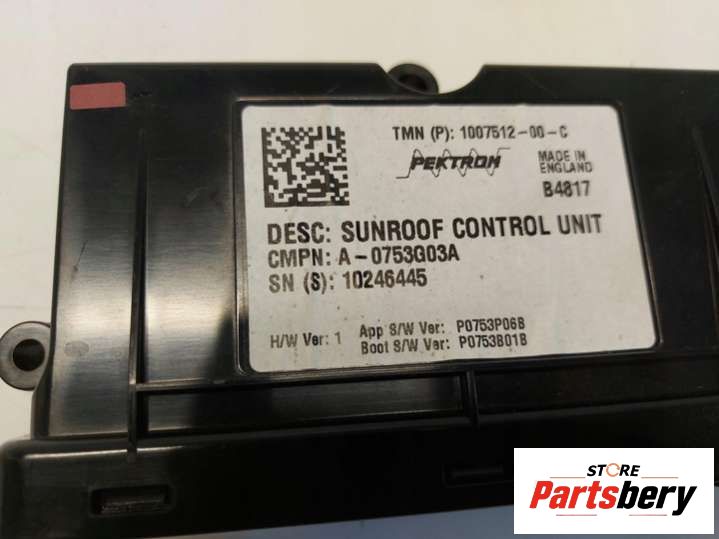 TMN (P): 1007512-00-C
PEKTRON
MADE IN
ENGLAND
B4817
DESC: SUNROOF CONTROL UNIT
CMPN: A-0753G03A
SN (S): 10246445
H/W Ver: 1 App S/W Ver: P0753P06B
Boot S/W Ver: P0753B01B
STORE
Partsbery